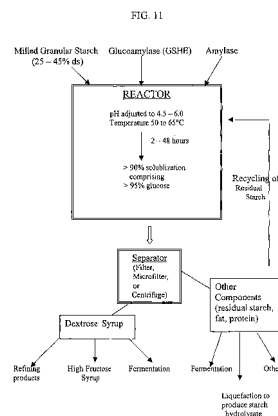 FIG. 11
Milled Granular Starch
(25 – 45% ds)
Glucoamylase (GSHE)
Amylase
REACTOR
pH adjusted to 4.5 – 6.0
Temperature 50 to 65°C
2 – 48 hours
> 90% solublization
comprising
> 95% glucose
Recycling of
Residual
Starch
Separator
(Filter,
Microfilter,
or
Centrifuge)
Other
Components
(residual starch,
fat, protein)
Dextrose Syrup
Refining
products
High Fructose
Syrup
Fermentation
Fermentation
Othe
Liquefaction to
produce starch
hydrolysate